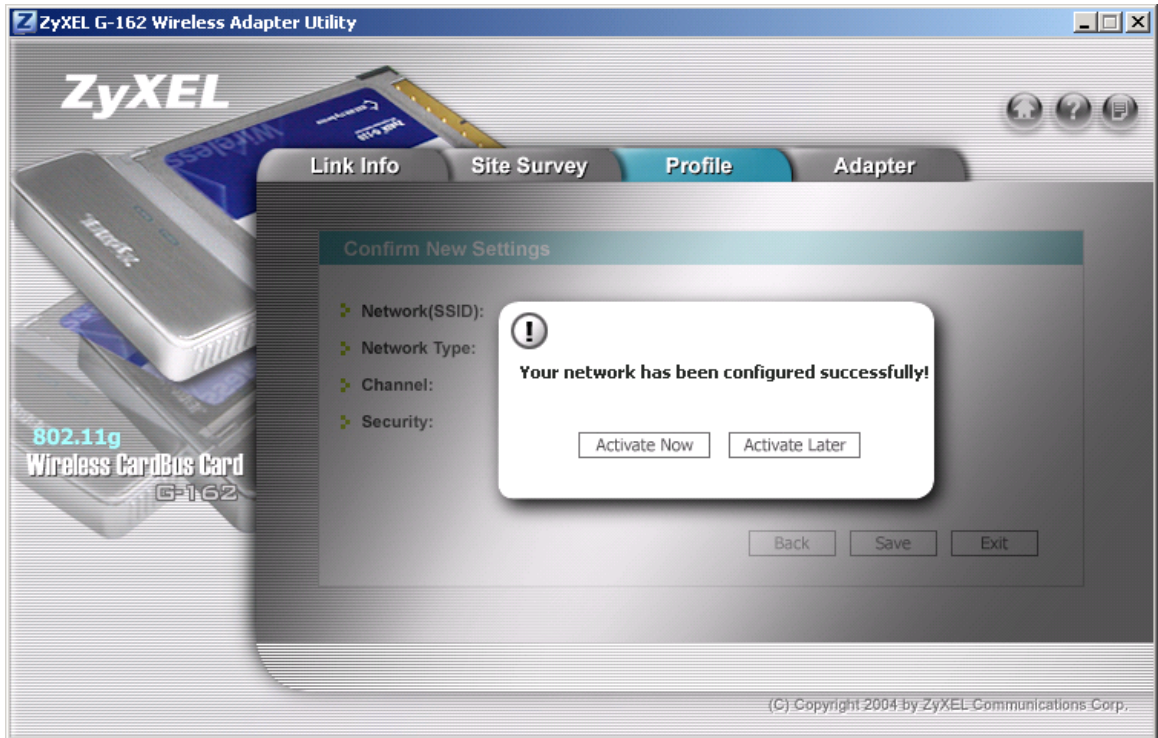 ZyXEL G-162 Wireless Adapter Utility
ZyXEL
Wireless
ZyXEL
Link Info
Site Survey
Profile
Adapter
Confirm New Settings
Network(SSID):
Network Type:
Channel:
Security:
!
Your network has been configured successfully!
Activate Now
Activate Later
Back
Save
Exit
802.11g
Wireless CardBus Card
G-162
(C) Copyright 2004 by ZyXEL Communications Corp.